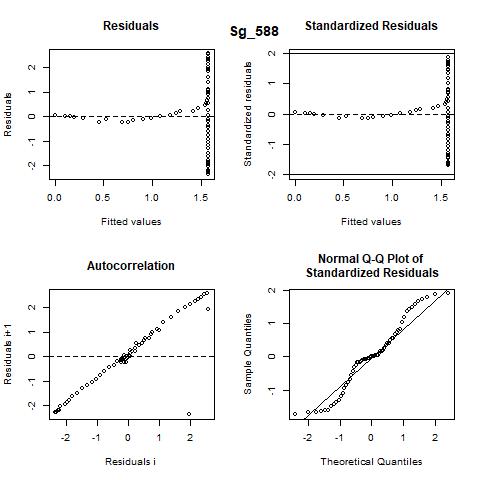 Sg_588
Residuals
2
1
0
-1
-2
Residuals
0.0
0.5
1.0
1.5
Fitted values
Standardized Residuals
2
1
0
-1
-2
Standardized residuals
0.0
0.5
1.0
1.5
Fitted values
Autocorrelation
2
1
0
-1
-2
Residuals i+1
-2
-1
0
1
2
Residuals i
Normal Q-Q Plot of
Standardized Residuals
2
1
0
-1
Sample Quantiles
-2
-1
0
1
2
Theoretical Quantiles